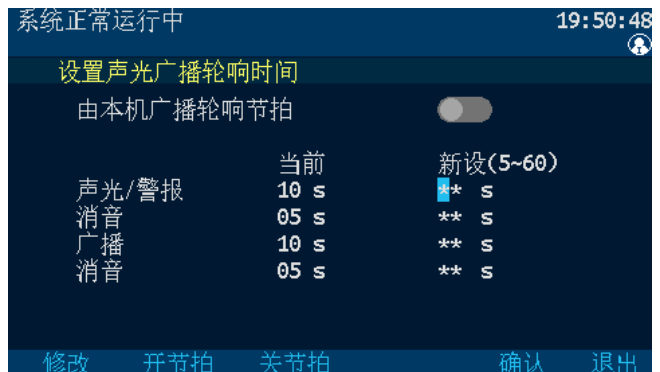 系统正常运行中 19:50:48
设置声光广播轮响时间
由本机广播轮响节拍
当前 新设(5~60)
声光/警报 10 s ** s
消音 05 s ** s
广播 10 s ** s
消音 05 s ** s
修改 开节拍 关节拍 确认 退出